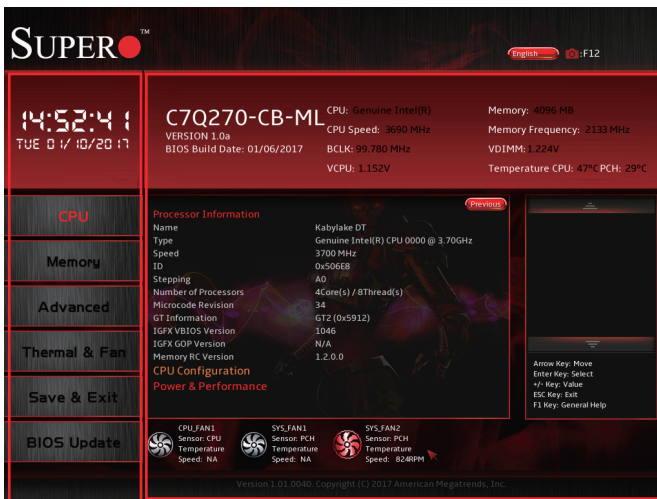 SUPER
TM
English :F12
14:52:41
TUE 01/10/2017
C7Q270-CB-ML
VERSION 1.0a
BIOS Build Date: 01/06/2017
CPU: Genuine Intel(R)
CPU Speed: 3690 MHz
BCLK: 99.780 MHz
VCPU: 1.152V
Memory: 4096 MB
Memory Frequency: 2133 MHz
VDIMM: 1.224V
Temperature CPU: 47°C PCH: 29°C
CPU
Memory
Advanced
Thermal & Fan
Save & Exit
BIOS Update
Previous
Processor Information
Name Kabylake DT
Type Genuine Intel(R) CPU 0000 @ 3.70GHz
Speed 3700 MHz
ID 0x506E8
Stepping A0
Number of Processors 4Core(s) / 8Thread(s)
Microcode Revision 34
GT Information GT2 (0x5912)
IGFX VBIOS Version 1046
IGFX GOP Version N/A
Memory RC Version 1.2.0.0
CPU Configuration
Power & Performance
Arrow Key: Move
Enter Key: Select
+/- Key: Value
ESC Key: Exit
F1 Key: General Help
CPU_FAN1
Sensor: CPU
Temperature
Speed: NA
SYS_FAN1
Sensor: PCH
Temperature
Speed: NA
SYS_FAN2
Sensor: PCH
Temperature
Speed: 824RPM
Version 1.01.0040. Copyright (C) 2017 American Megatrends, Inc.